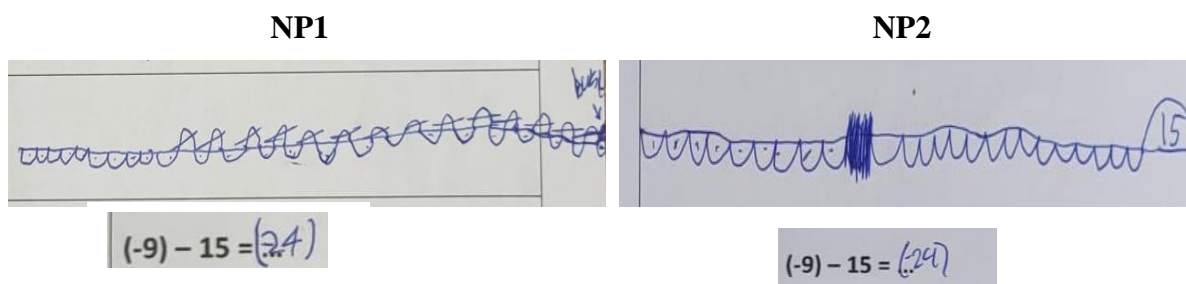 NP1
NP2
15
(-9) – 15 = (-24)
(-9) – 15 = (-24)